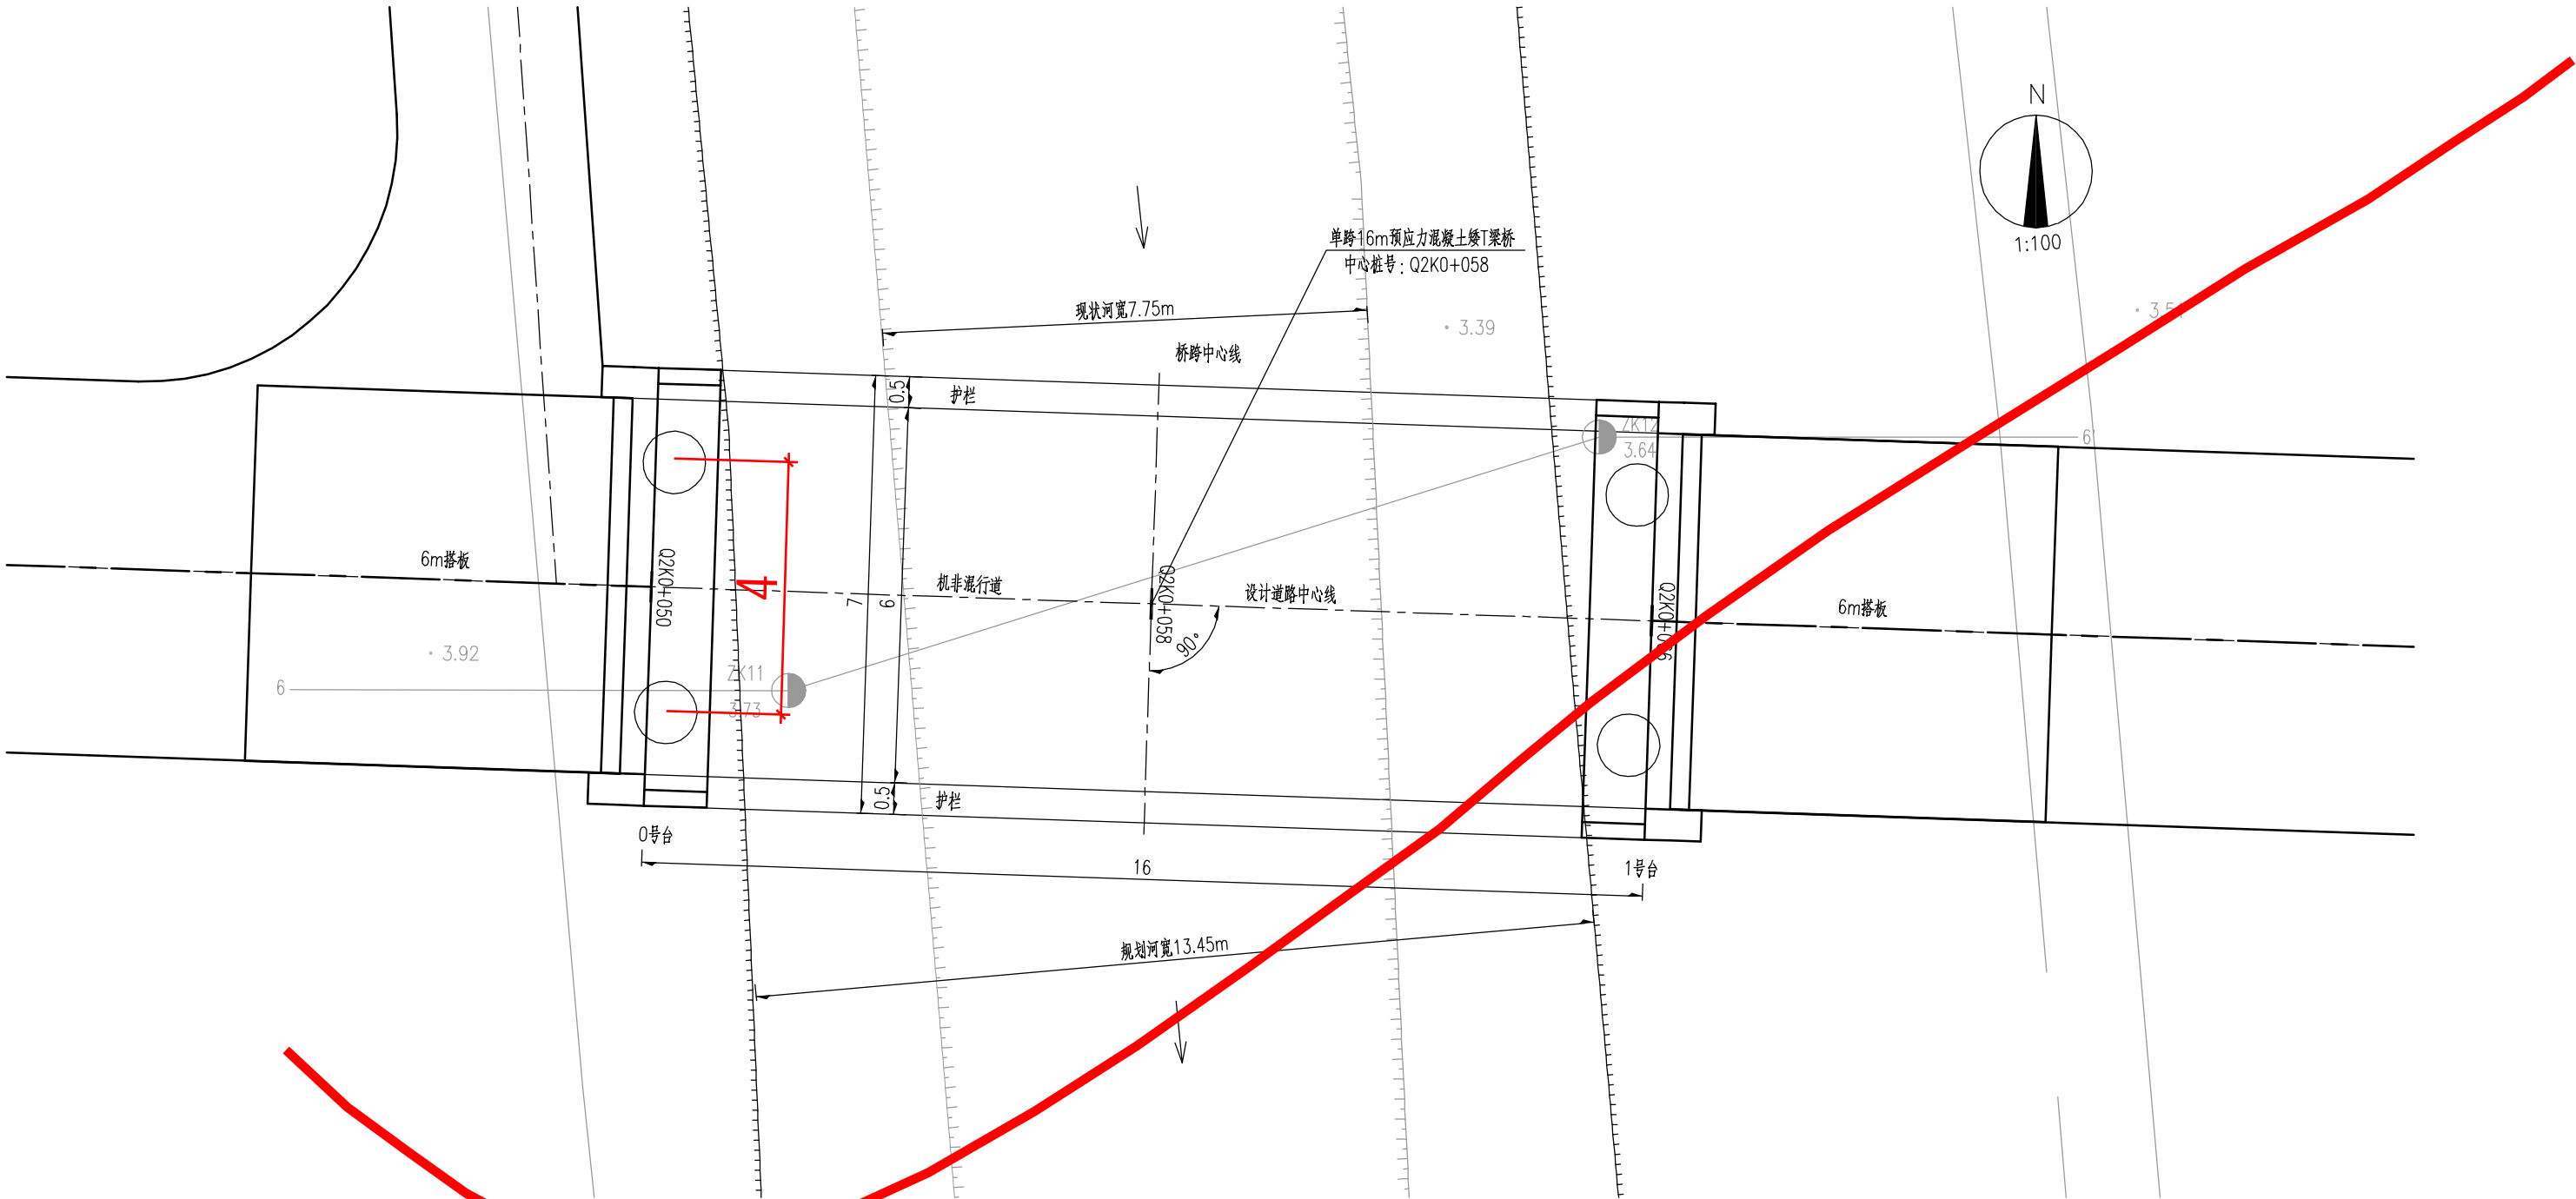 N
1:100
单跨16m预应力混凝土矮T梁桥
中心桩号：Q2K0+058
现状河宽7.75m
3.39
桥跨中心线
0.5
护栏
ZK12
3.64
6'
6m搭板
Q2K0+050
4
7
6
机非混行道
Q2K0+058
90°
设计道路中心线
6m搭板
3.92
6
ZK11
3.73
0.5
护栏
0号台
16
1号台
规划河宽13.45m